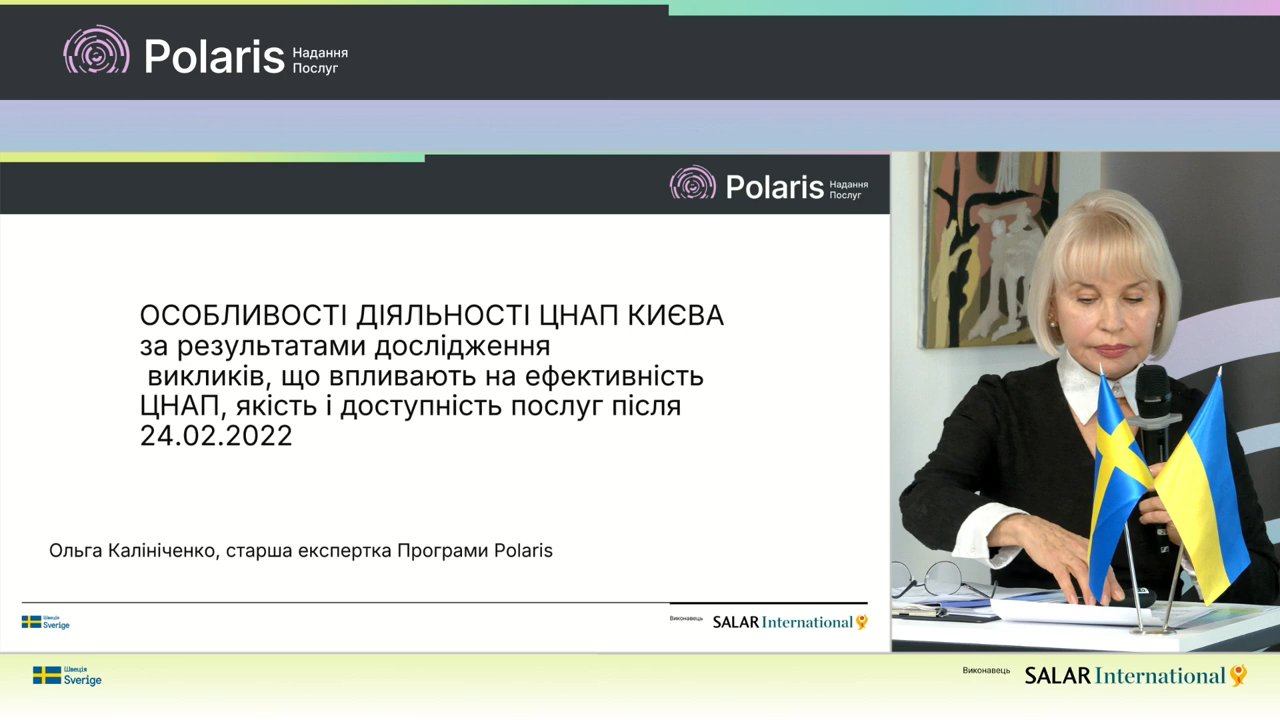 Polaris Надання
Послуг
Polaris Надання
Послуг
ОСОБЛИВОСТІ ДІЯЛЬНОСТІ ЦНАП КИЄВА
за результатами дослідження
викликів, що впливають на ефективність
ЦНАП, якість і доступність послуг після
24.02.2022
Ольга Калініченко, старша експертка Програми Polaris
Швеція
Sverige
Виконавець SALAR International
Швеція
Sverige
Виконавець SALAR International